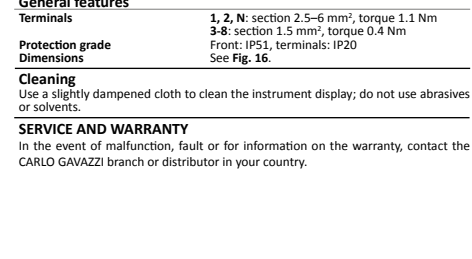 General features
Terminals 1, 2, N: section 2.5–6 mm², torque 1.1 Nm
3-8: section 1.5 mm², torque 0.4 Nm
Protection grade Front: IP51, terminals: IP20
Dimensions See Fig. 16.
Cleaning
Use a slightly dampened cloth to clean the instrument display; do not use abrasives
or solvents.
SERVICE AND WARRANTY
In the event of malfunction, fault or for information on the warranty, contact the
CARLO GAVAZZI branch or distributor in your country.